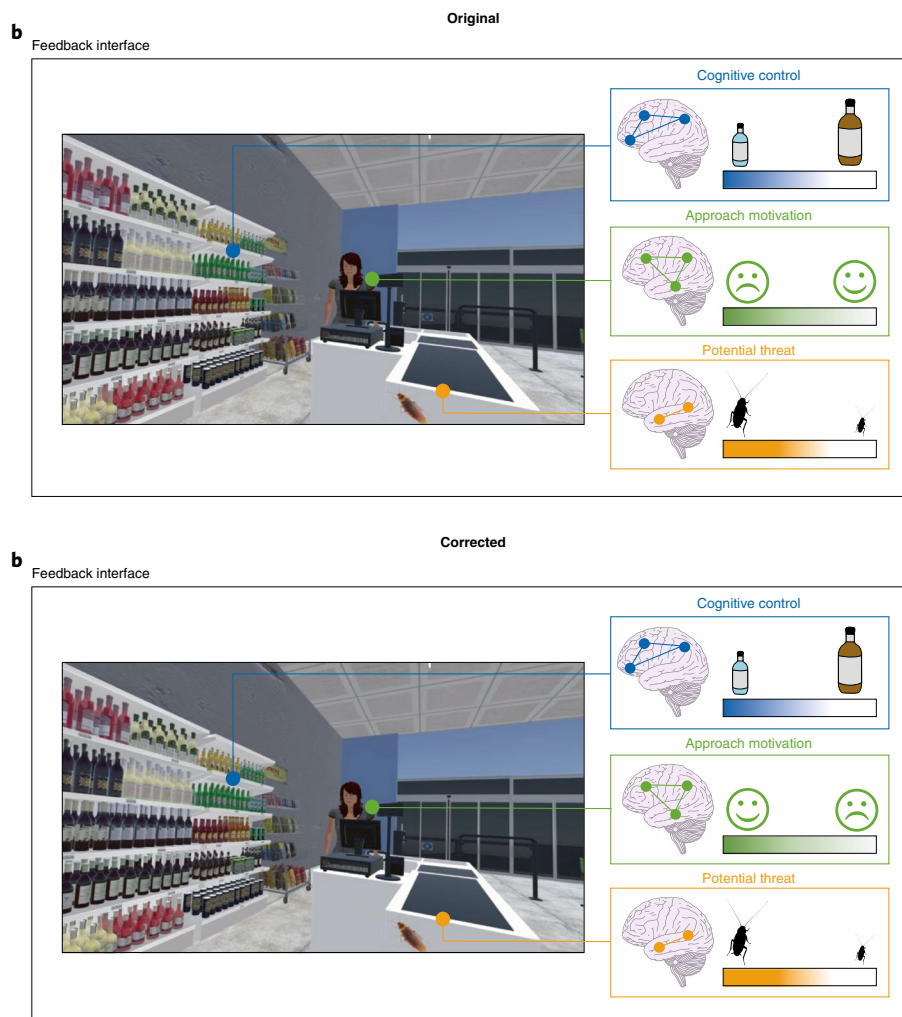 Original
b
Feedback interface
Cognitive control
Approach motivation
Potential threat
Corrected
b
Feedback interface
Cognitive control
Approach motivation
Potential threat